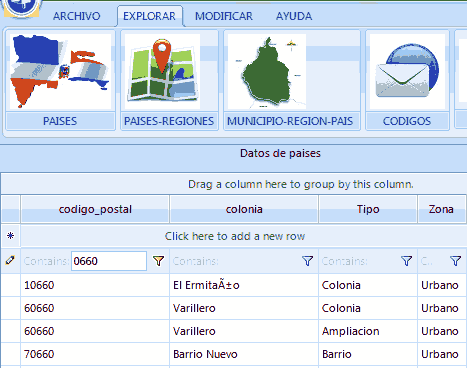 ARCHIVO EXPLORAR MODIFICAR AYUDA
PAISES PAISES-REGIONES MUNICIPIO-REGION-PAIS CODIGOS
Datos de paises
Drag a column here to group by this column.
codigo_postal colonia Tipo Zona
Click here to add a new row
Contains: 0660 Contains: Contains: C...
10660 El ErmitaÃ±o Colonia Urbano
60660 Varillero Colonia Urbano
60660 Varillero Ampliacion Urbano
70660 Barrio Nuevo Barrio Urbano